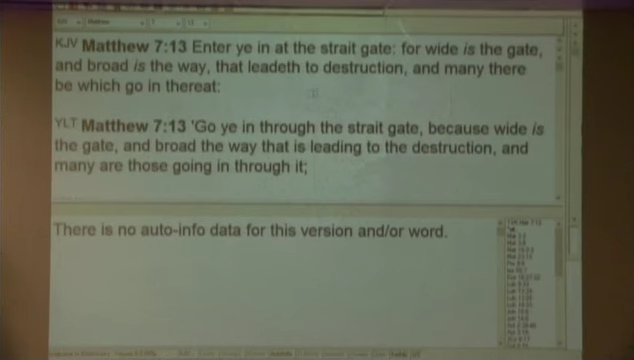 KJV Matthew 7:13 Enter ye in at the strait gate: for wide is the gate,
and broad is the way, that leadeth to destruction, and many there
be which go in thereat:
YLT Matthew 7:13 'Go ye in through the strait gate, because wide is
the gate, and broad the way that is leading to the destruction, and
many are those going in through it;
There is no auto-info data for this version and/or word.